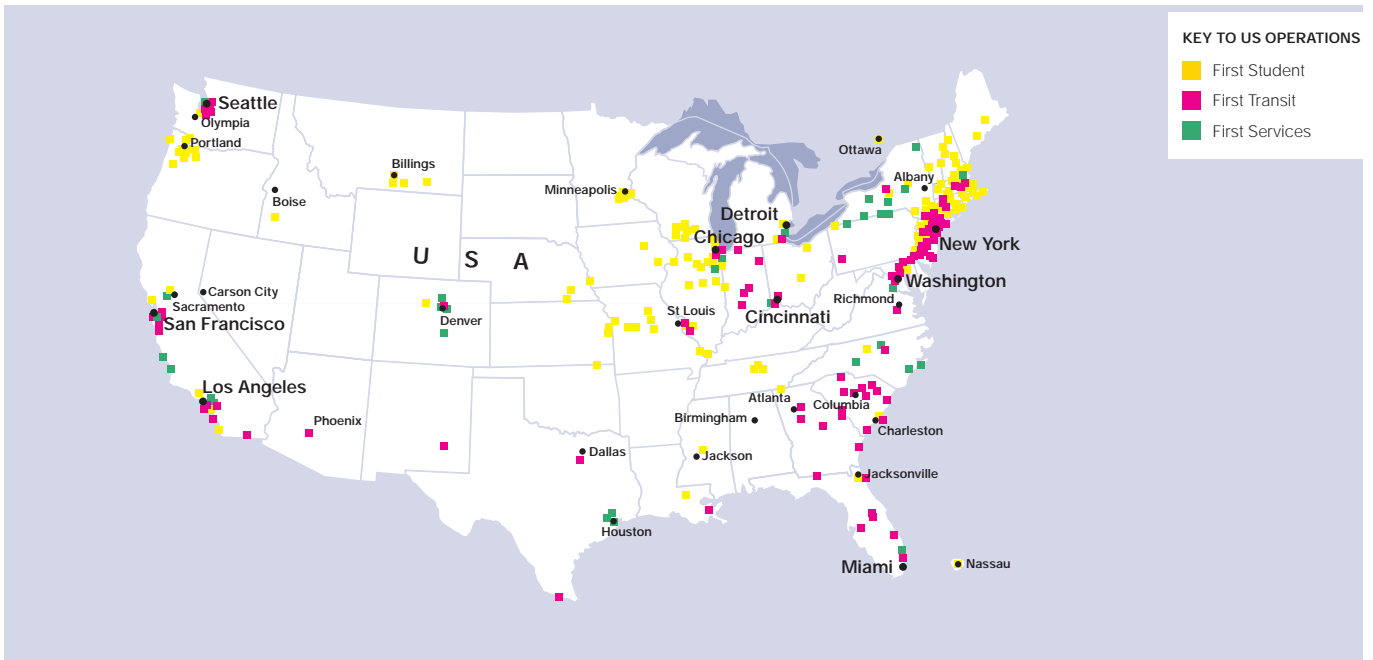 KEY TO US OPERATIONS
First Student
First Transit
First Services
Seattle
Olympia
Portland
Billings
Boise
Minneapolis
Ottawa
Albany
Detroit
Chicago
New York
U S A
Washington
Carson City
Sacramento
San Francisco
Denver
St Louis
Cincinnati
Richmond
Los Angeles
Phoenix
Atlanta
Columbia
Birmingham
Charleston
Dallas
Jackson
Jacksonville
Houston
Miami
Nassau